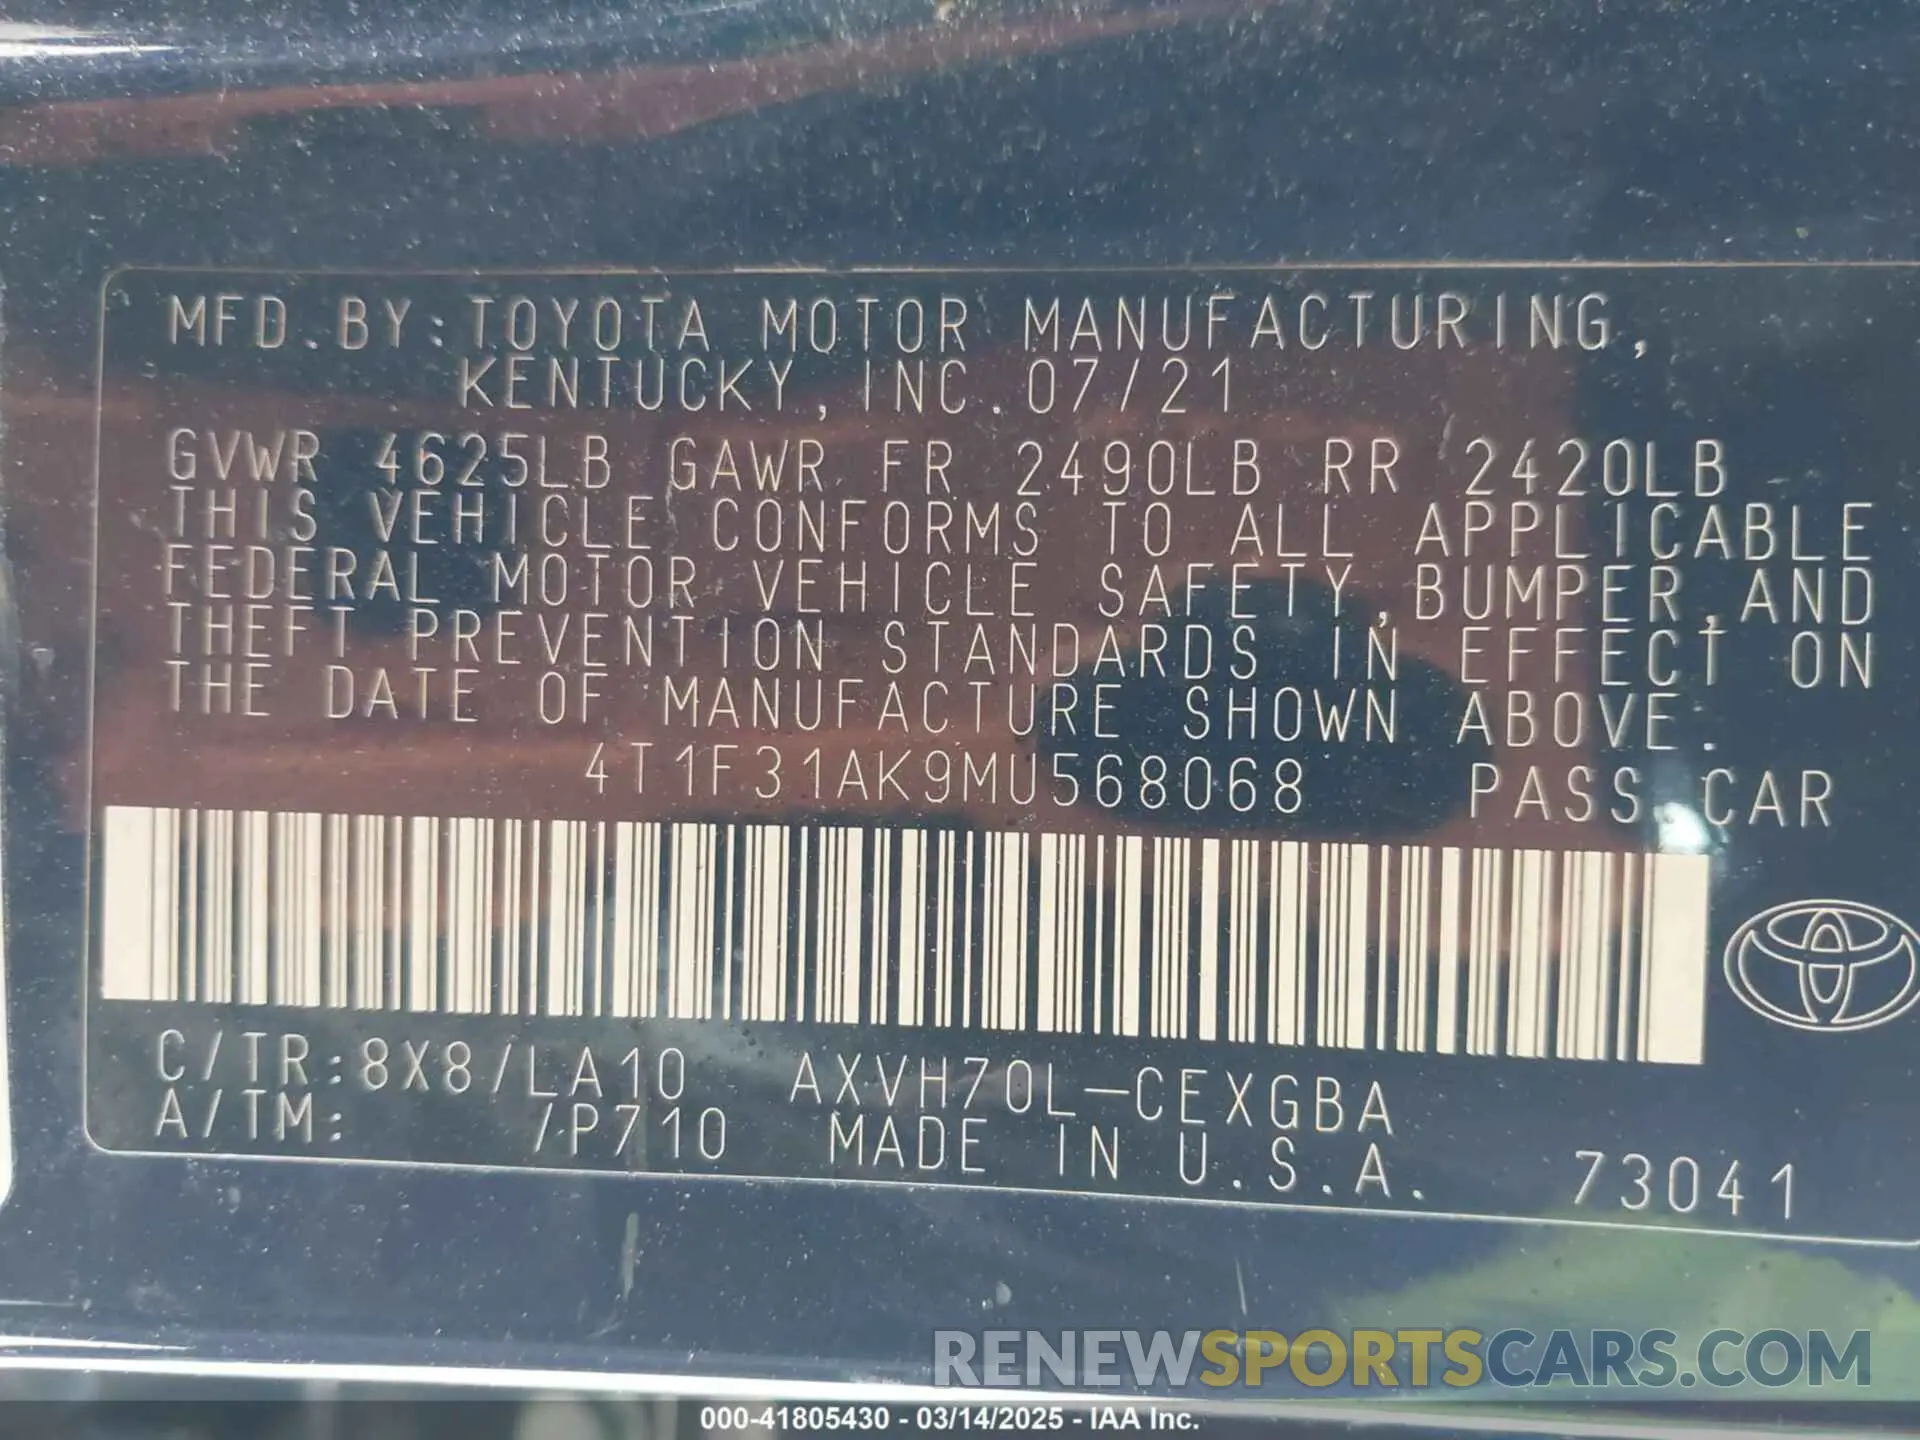 MFD.BY:TOYOTA MOTOR MANUFACTURING,
KENTUCKY, INC. 07/21
GVWR 4625LB GAWR FR 2490LB RR 2420LB
THIS VEHICLE CONFORMS TO ALL APPLICABLE
FEDERAL MOTOR VEHICLE SAFETY,BUMPER,AND
THEFT PREVENTION STANDARDS IN EFFECT ON
THE DATE OF MANUFACTURE SHOWN ABOVE.
4T1F31AK9MU568068 PASS.CAR
C/TR:8X8/LA10 AXVH70L-CEXGBA
A/TM: /P710 MADE IN U.S.A. 73041
RENEWSPORTSCARS.COM
000-41805430 - 03/14/2025 - IAA Inc.